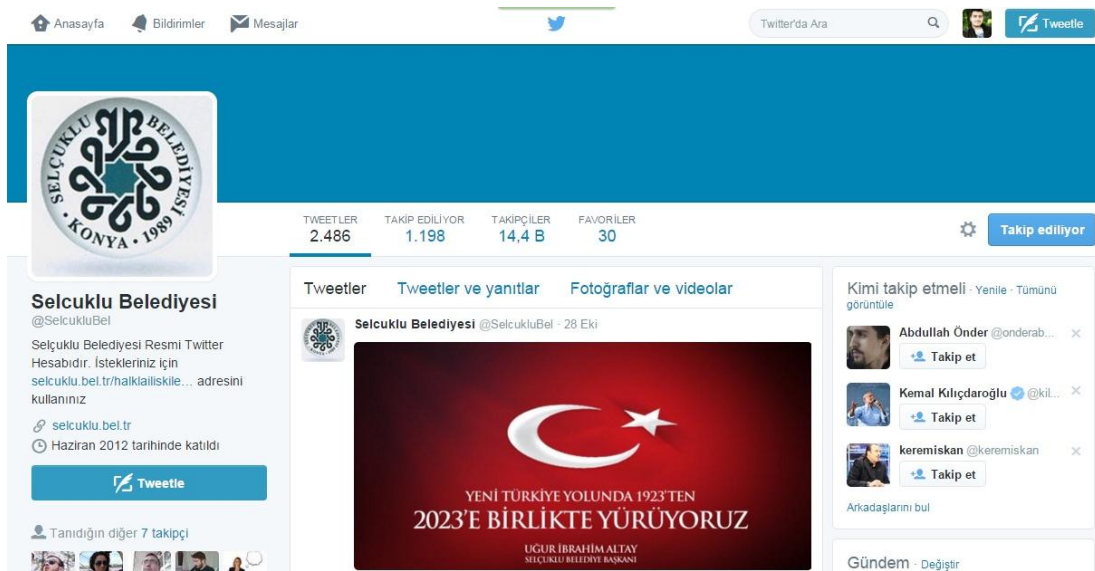 Anasayfa
Bildirimler
Mesajlar
Twitter'da Ara
Tweetle
SELÇUKLU BELEDİYESİ
KONYA · 1989
TWEETLER
2.486
TAKİP EDİLİYOR
1.198
TAKİPÇİLER
14,4 B
FAVORİLER
30
Takip ediliyor
Selcuklu Belediyesi
@SelcukluBel
Selçuklu Belediyesi Resmi Twitter
Hesabıdır. İstekleriniz için
selcuklu.bel.tr/halklailiskile... adresini
kullanınız
selcuklu.bel.tr
Haziran 2012 tarihinde katıldı
Tweetle
Tanıdığın diğer 7 takipçi
Tweetler
Tweetler ve yanıtlar
Fotoğraflar ve videolar
Selcuklu Belediyesi @SelcukluBel · 28 Eki
YENİ TÜRKİYE YOLUNDA 1923'TEN
2023'E BİRLİKTE YÜRÜYORUZ
UĞUR İBRAHİM ALTAY
SELÇUKLU BELEDİYE BAŞKANI
Kimi takip etmeli · Yenile · Tümünü
görüntüle
Abdullah Önder @onderab...
Takip et
Kemal Kılıçdaroğlu @kil...
Takip et
keremiskan @keremiskan
Takip et
Arkadaşlarını bul
Gündem · Değiştir